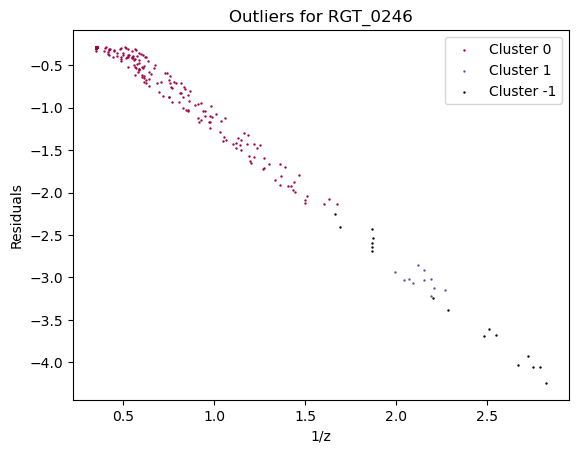 Outliers for RGT_0246
Cluster 0
Cluster 1
Cluster -1
Residuals
−0.5
−1.0
−1.5
−2.0
−2.5
−3.0
−3.5
−4.0
0.5 1.0 1.5 2.0 2.5
1/z